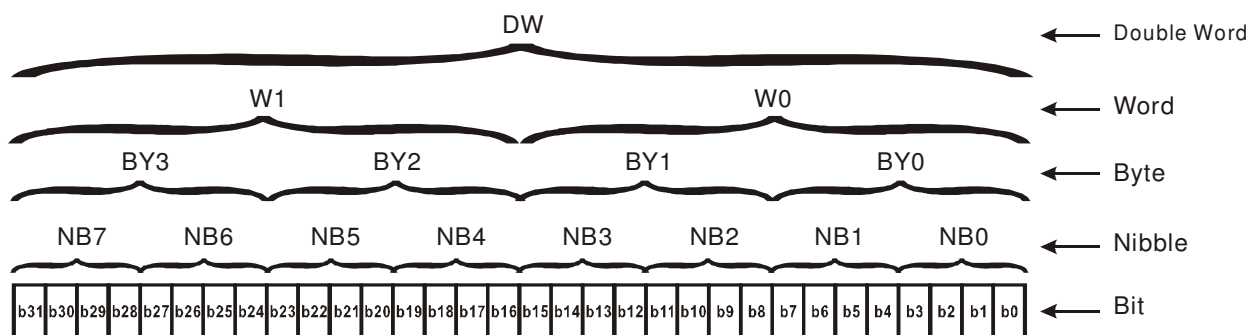 DW
Double Word
W1 W0
Word
BY3 BY2 BY1 BY0
Byte
NB7 NB6 NB5 NB4 NB3 NB2 NB1 NB0
Nibble
b31 b30 b29 b28 b27 b26 b25 b24 b23 b22 b21 b20 b19 b18 b17 b16 b15 b14 b13 b12 b11 b10 b9 b8 b7 b6 b5 b4 b3 b2 b1 b0
Bit